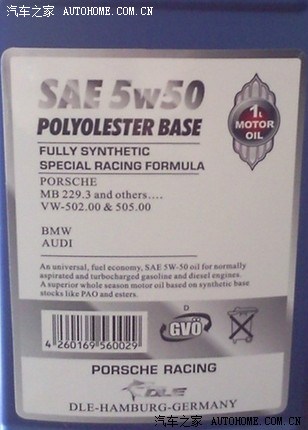 汽车之家 AUTOHOME.COM.CN
SAE 5w50
POLYOLESTER BASE
1L
MOTOR
OIL
FULLY SYNTHETIC
SPECIAL RACING FORMULA
PORSCHE
MB 229.3 and others....
VW-502.00 & 505.00
BMW
AUDI
An universal, fuel economy, SAE 5W-50 oil for normally
aspirated and turbocharged gasoline and diesel engines.
A superior whole season motor oil based on synthetic base
stocks like PAO and esters.
D
GVÖ
4 260169 560029
PORSCHE RACING
DLE
DLE-HAMBURG-GERMANY
汽车之家 AUTOHOME.COM.CN